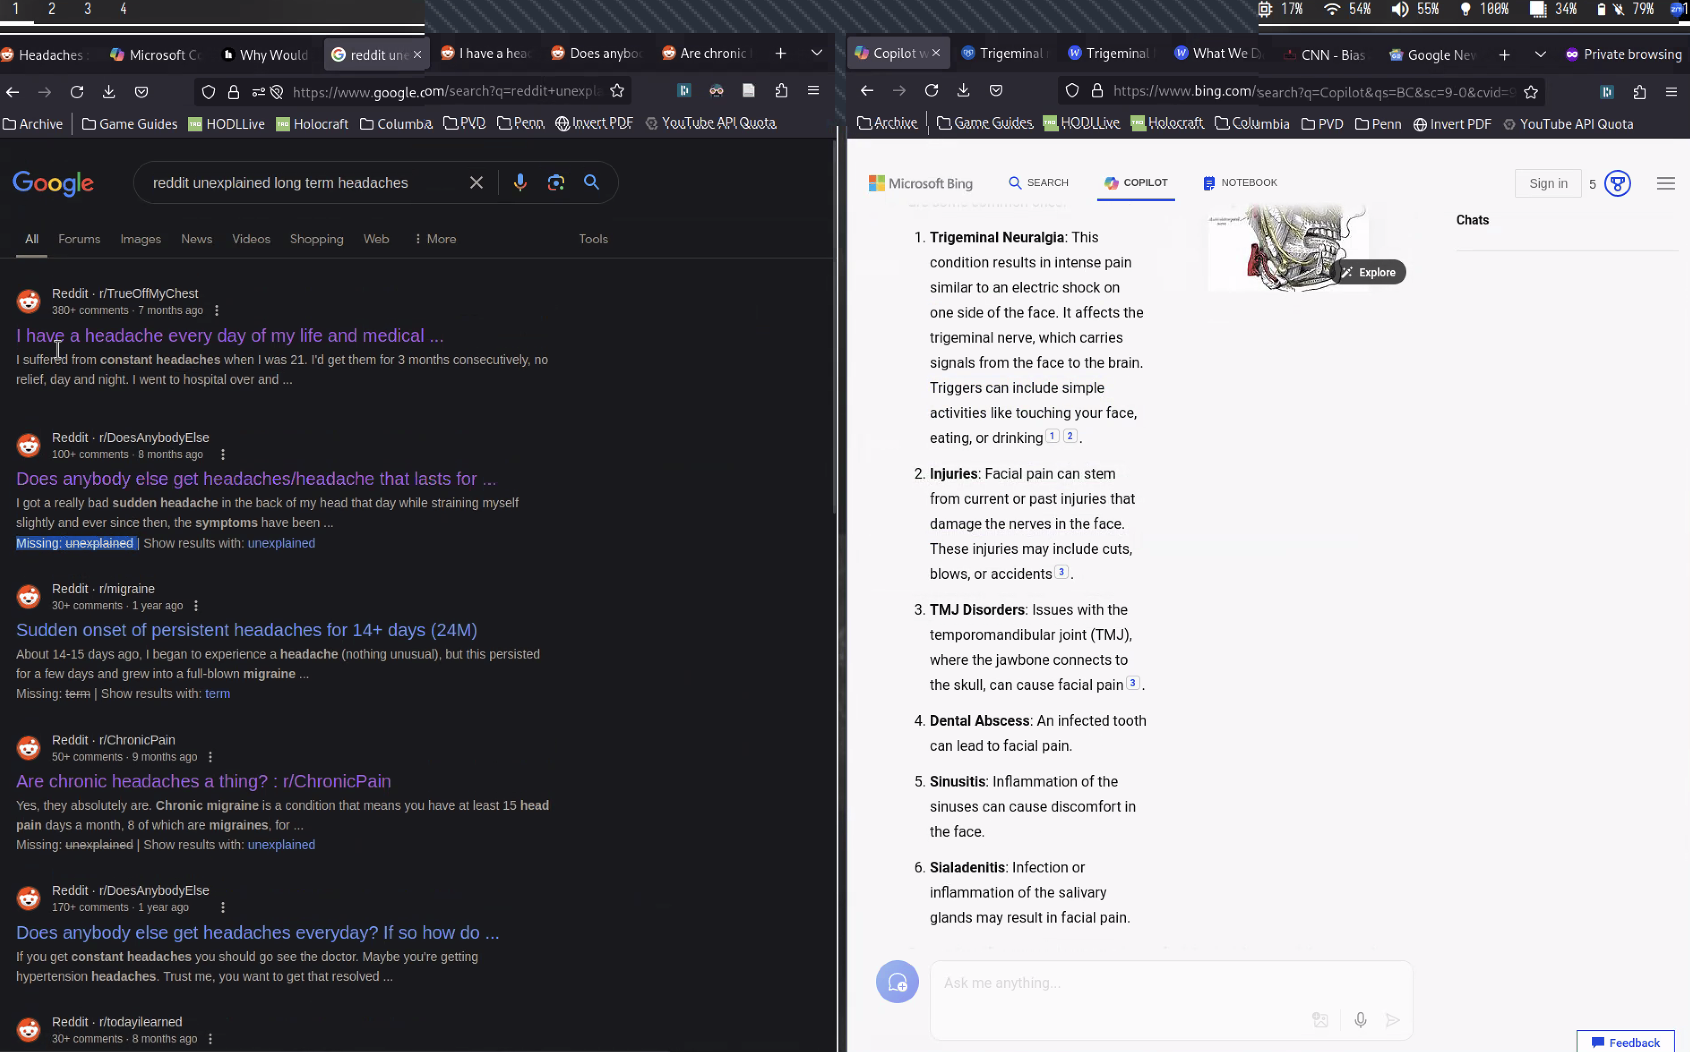 1 2 3 4
17% 54% 55% 100% 34% 79%
Headaches
Microsoft Co
Why Would
reddit une
I have a hea
Does anybo
Are chronic
https://www.google.com/search?q=reddit+unexpla
Archive
Game Guides
HODLLive
Holocraft
Columba
PVD
Penn
Invert PDF
YouTube API Quota
Google
reddit unexplained long term headaches
All Forums Images News Videos Shopping Web More Tools
Reddit · r/TrueOffMyChest
380+ comments · 7 months ago
I have a headache every day of my life and medical ...
I suffered from constant headaches when I was 21. I'd get them for 3 months consecutively, no
relief, day and night. I went to hospital over and ...
Reddit · r/DoesAnybodyElse
100+ comments · 8 months ago
Does anybody else get headaches/headache that lasts for ...
I got a really bad sudden headache in the back of my head that day while straining myself
slightly and ever since then, the symptoms have been ...
Missing: unexplained | Show results with: unexplained
Reddit · r/migraine
30+ comments · 1 year ago
Sudden onset of persistent headaches for 14+ days (24M)
About 14-15 days ago, I began to experience a headache (nothing unusual), but this persisted
for a few days and grew into a full-blown migraine ...
Missing: term | Show results with: term
Reddit · r/ChronicPain
50+ comments · 9 months ago
Are chronic headaches a thing? : r/ChronicPain
Yes, they absolutely are. Chronic migraine is a condition that means you have at least 15 head
pain days a month, 8 of which are migraines, for ...
Missing: unexplained | Show results with: unexplained
Reddit · r/DoesAnybodyElse
170+ comments · 1 year ago
Does anybody else get headaches everyday? If so how do ...
If you get constant headaches you should go see the doctor. Maybe you're getting
hypertension headaches. Trust me, you want to get that resolved ...
Reddit · r/todayilearned
30+ comments · 8 months ago
Copilot w
Trigeminal
Trigeminal
What We D
CNN - Bias
Google New
Private browsing
https://www.bing.com/search?q=Copilot&qs=BC&sc=9-0&cvid=9
Archive
Game Guides
HODLLive
Holocraft
Columbia
PVD
Penn
Invert PDF
YouTube API Quota
Microsoft Bing
SEARCH
COPILOT
NOTEBOOK
Sign in
5
Chats
1. Trigeminal Neuralgia: This
condition results in intense pain
similar to an electric shock on
one side of the face. It affects the
trigeminal nerve, which carries
signals from the face to the brain.
Triggers can include simple
activities like touching your face,
eating, or drinking 1 2 .
2. Injuries: Facial pain can stem
from current or past injuries that
damage the nerves in the face.
These injuries may include cuts,
blows, or accidents 3 .
3. TMJ Disorders: Issues with the
temporomandibular joint (TMJ),
where the jawbone connects to
the skull, can cause facial pain 3 .
4. Dental Abscess: An infected tooth
can lead to facial pain.
5. Sinusitis: Inflammation of the
sinuses can cause discomfort in
the face.
6. Sialadenitis: Infection or
inflammation of the salivary
glands may result in facial pain.
Explore
Ask me anything...
Feedback